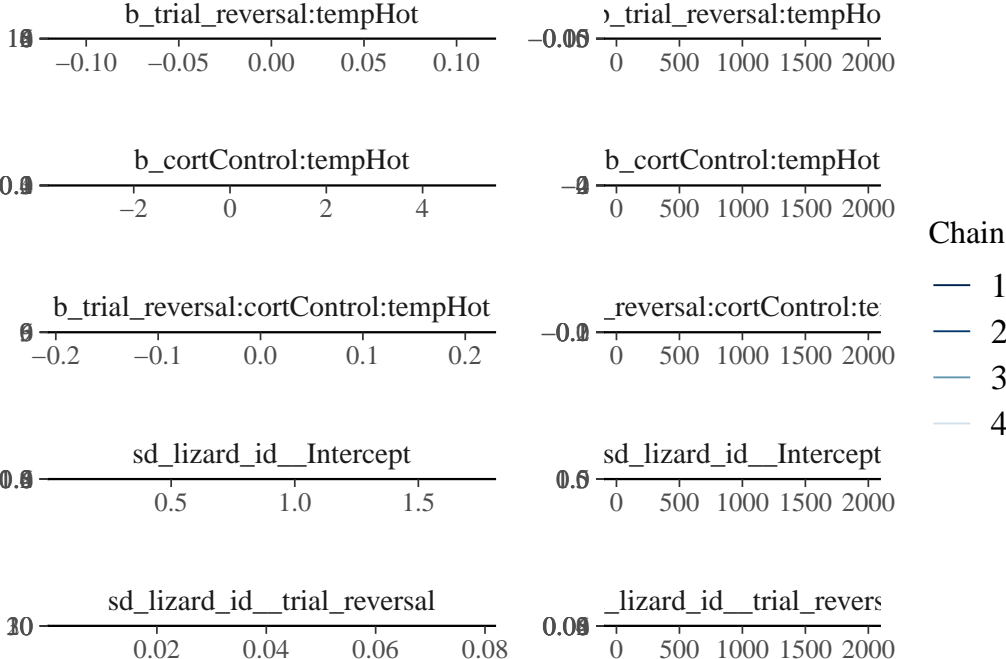 b_trial_reversal:tempHot
−0.10 −0.05 0.00 0.05 0.10
b_trial_reversal:tempHo
0 500 1000 1500 2000
b_cortControl:tempHot
−2 0 2 4
b_cortControl:tempHot
0 500 1000 1500 2000
Chain
1
2
3
4
b_trial_reversal:cortControl:tempHot
−0.2 −0.1 0.0 0.1 0.2
_reversal:cortControl:te
0 500 1000 1500 2000
sd_lizard_id__Intercept
0.5 1.0 1.5
sd_lizard_id__Intercept
0 500 1000 1500 2000
sd_lizard_id__trial_reversal
0.02 0.04 0.06 0.08
_lizard_id__trial_revers
0 500 1000 1500 2000